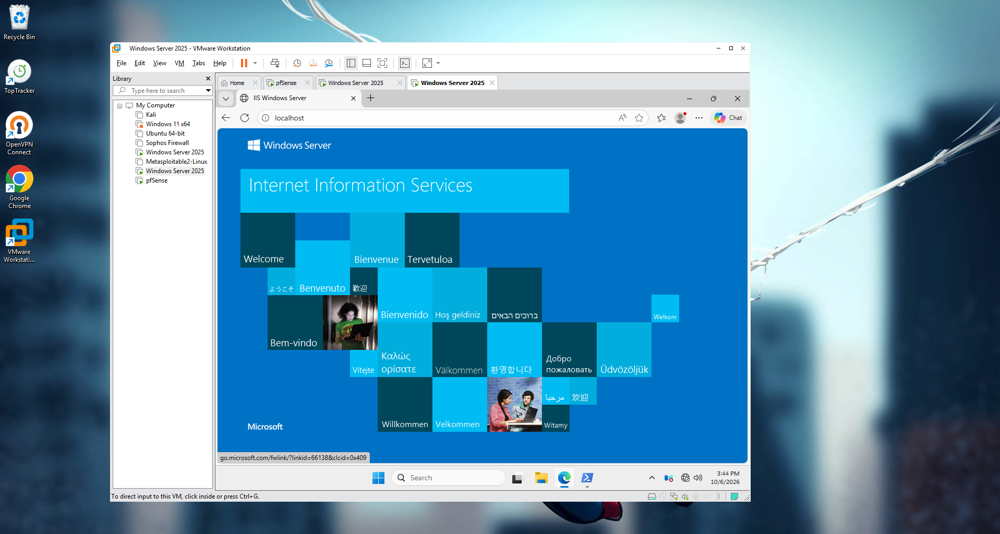 Recycle Bin
TopTracker
OpenVPN
Connect
Google
Chrome
VMware
Workstati...
Windows Server 2025 - VMware Workstation
File Edit View VM Tabs Help
Library
Type here to search
My Computer
Kali
Windows 11 x64
Ubuntu 64-bit
Sophos Firewall
Windows Server 2025
Metasploitable2-Linux
Windows Server 2025
pfSense
Home pfSense Windows Server 2025 Windows Server 2025
IIS Windows Server
localhost
Chat
Windows Server
Internet Information Services
Welcome
Bienvenue
Tervetuloa
ようこそ
Benvenuto
歡迎
Bienvenido
Hoş geldiniz
ברוכים הבאים
Welkom
Bem-vindo
Vítejte
Καλώς
ορίσατε
Välkommen
환영합니다
Добро
пожаловать
Üdvözöljük
Willkommen
Velkommen
مرحبا
欢迎
Witamy
Microsoft
go.microsoft.com/fwlink/?linkid=66138&clcid=0x409
Search
3:44 PM
10/6/2026
To direct input to this VM, click inside or press Ctrl+G.